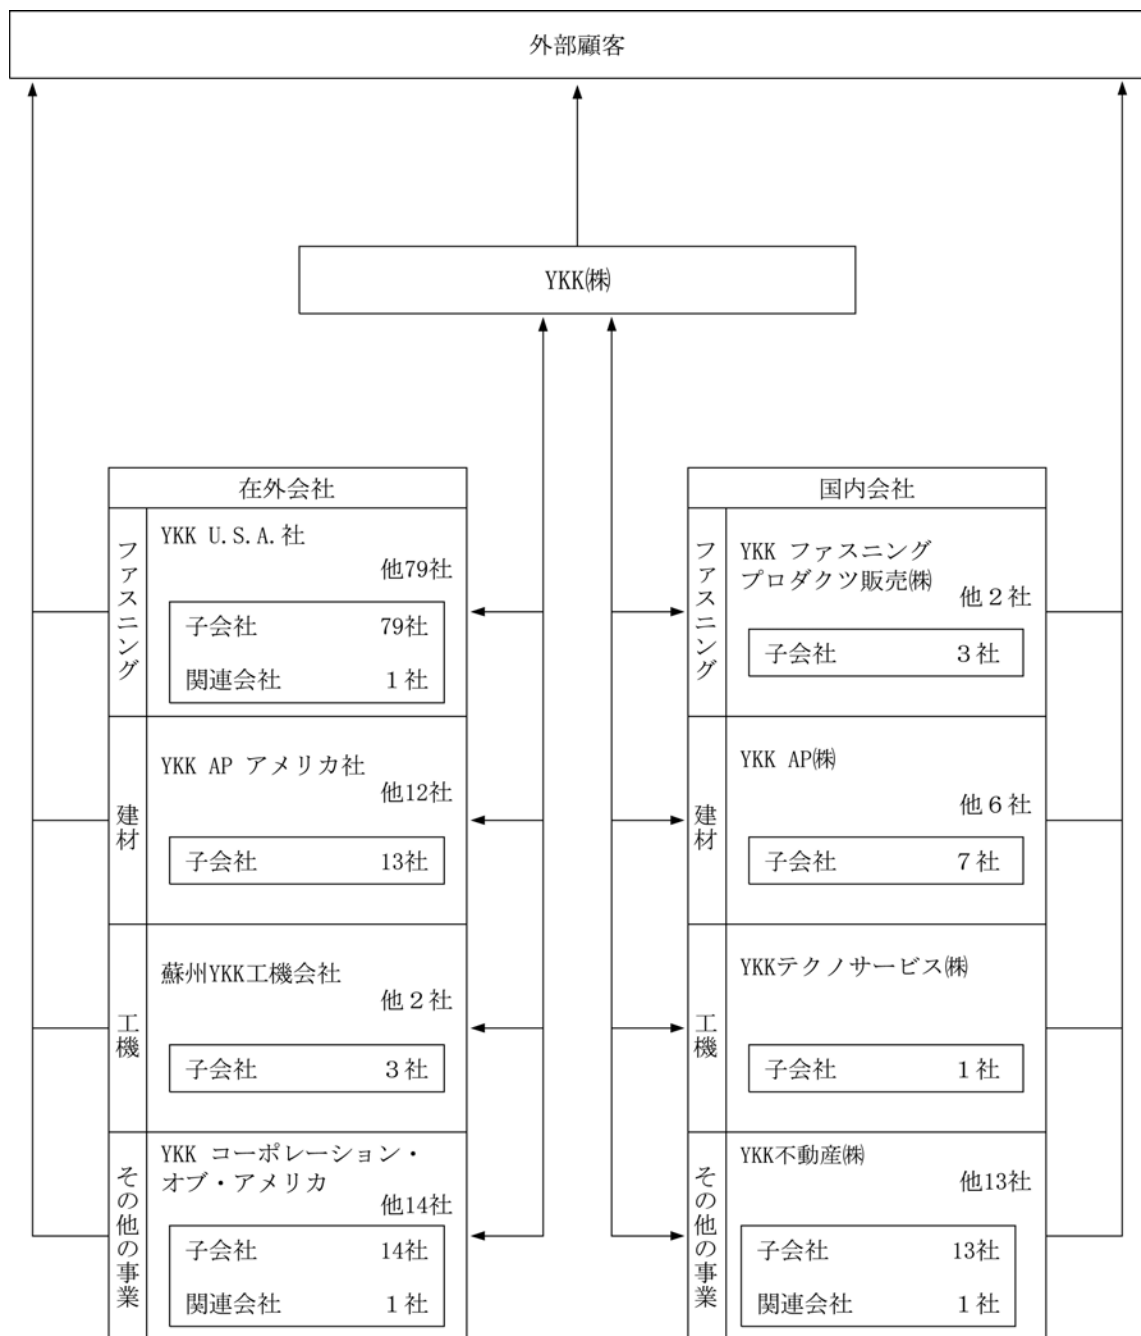 外部顧客
YKK㈱
在外会社
ファスニング
YKK U.S.A.社
他79社
子会社 79社
関連会社 1社
建材
YKK AP アメリカ社
他12社
子会社 13社
工機
蘇州YKK工機会社
他2社
子会社 3社
その他の事業
YKK コーポレーション・
オブ・アメリカ
他14社
子会社 14社
関連会社 1社
国内会社
ファスニング
YKK ファスニング
プロダクツ販売㈱
他2社
子会社 3社
建材
YKK AP㈱
他6社
子会社 7社
工機
YKKテクノサービス㈱
子会社 1社
その他の事業
YKK不動産㈱
他13社
子会社 13社
関連会社 1社